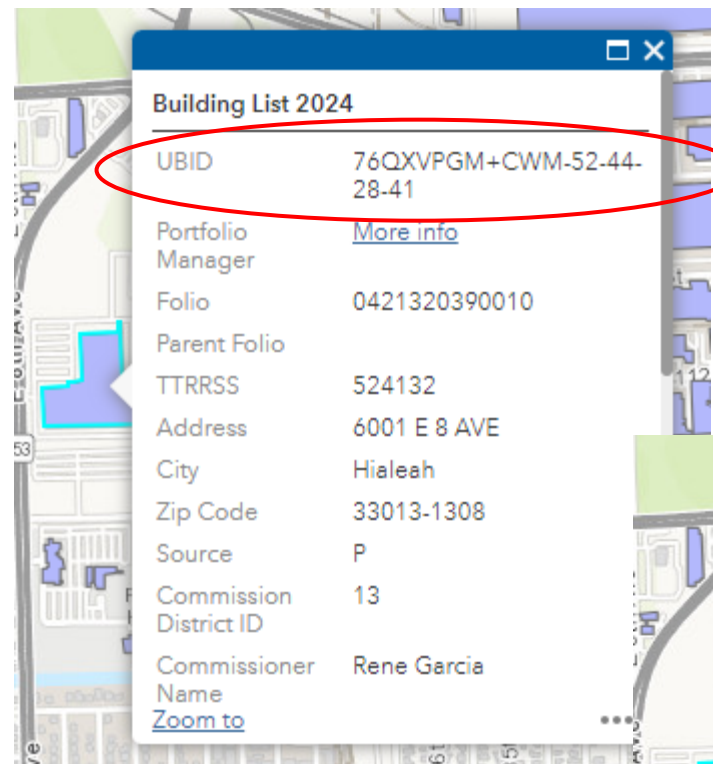 Building List 2024
UBID 76QXVPGM+CWM-52-44-
28-41
Portfolio More info
Manager
Folio 0421320390010
Parent Folio
TTRRSS 524132
Address 6001 E 8 AVE
City Hialeah
Zip Code 33013-1308
Source P
Commission 13
District ID
Commissioner Rene Garcia
Name
Zoom to
53
112